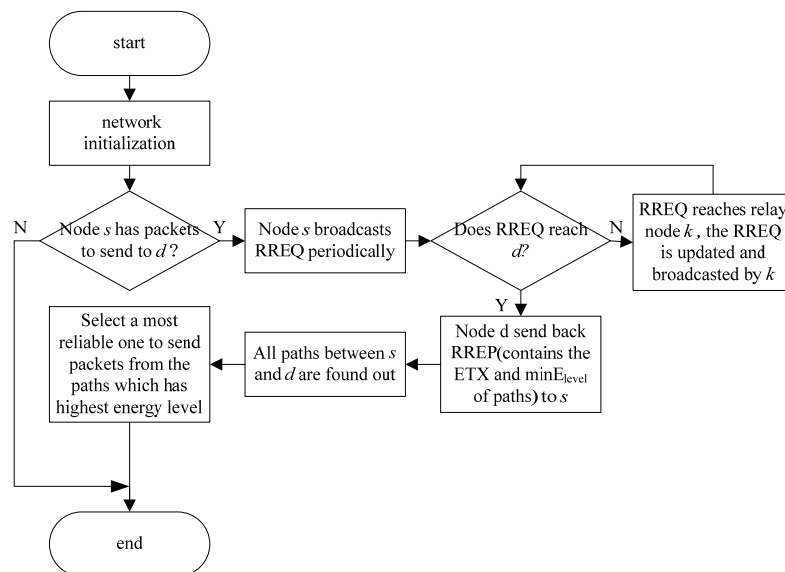 start
network
initialization
N
Node s has packets
to send to d ?
Y
Node s broadcasts
RREQ periodically
Does RREQ reach
d?
N
RREQ reaches relay
node k , the RREQ
is updated and
broadcasted by k
Y
Node d send back
RREP(contains the
ETX and minElevel
of paths) to s
All paths between s
and d are found out
Select a most
reliable one to send
packets from the
paths which has
highest energy level
end